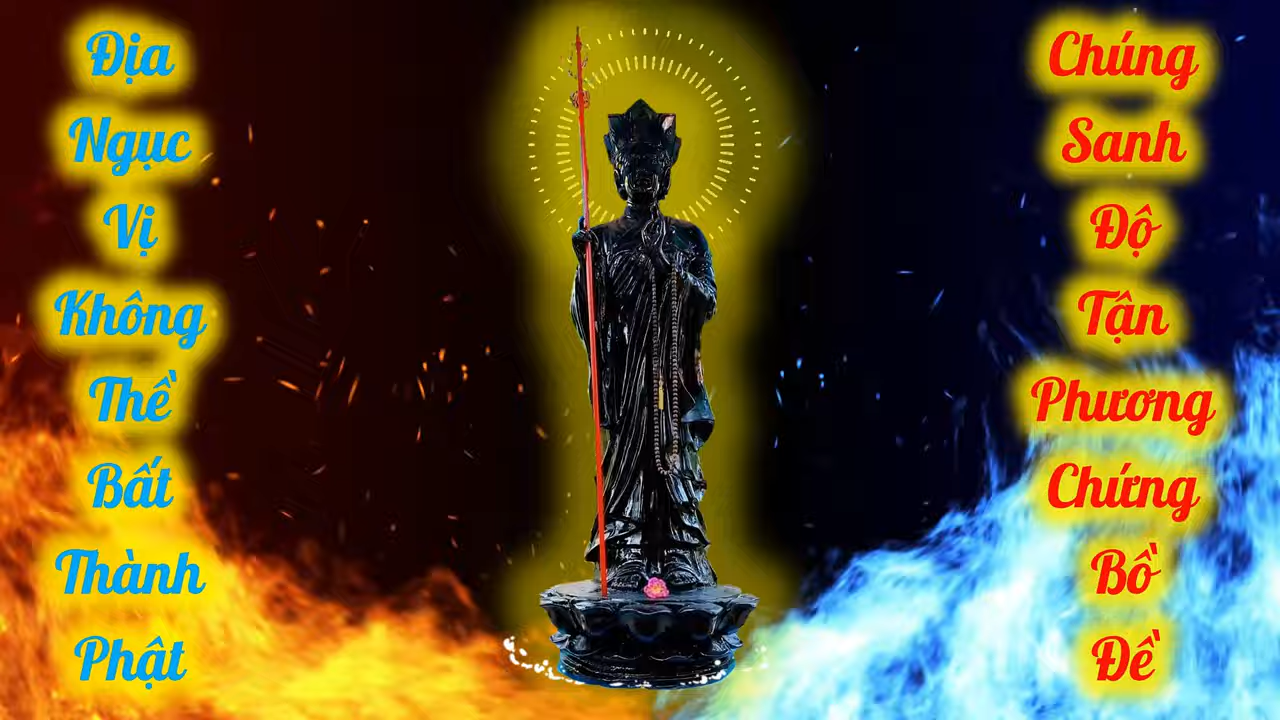 Địa
Ngục
Vị
Không
Thề
Bất
Thành
Phật
Chúng
Sanh
Độ
Tận
Phương
Chứng
Bồ
Đề